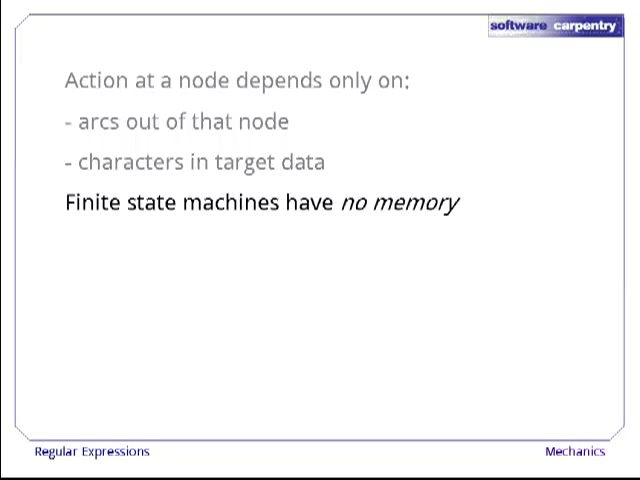 software carpentry
Action at a node depends only on:
- arcs out of that node
- characters in target data
Finite state machines have no memory
Regular Expressions
Mechanics